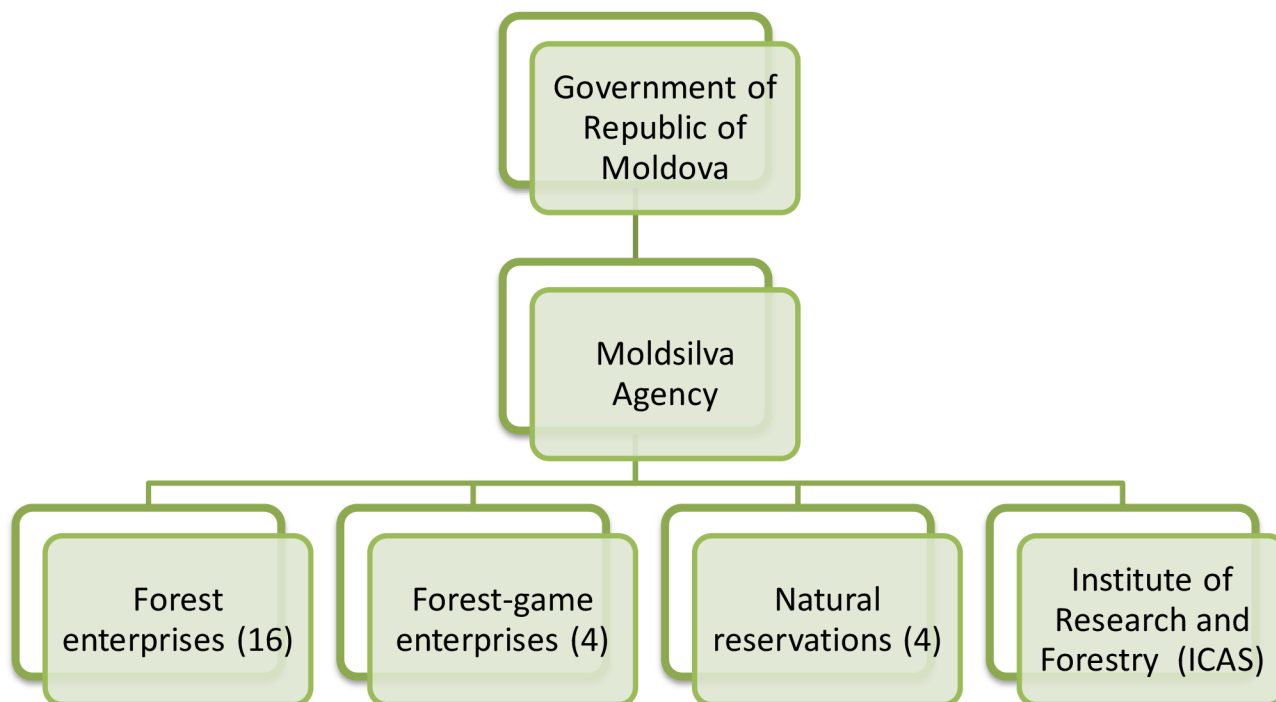 Government of
Republic of
Moldova
Moldsilva
Agency
Forest
enterprises (16)
Forest-game
enterprises (4)
Natural
reservations (4)
Institute of
Research and
Forestry (ICAS)